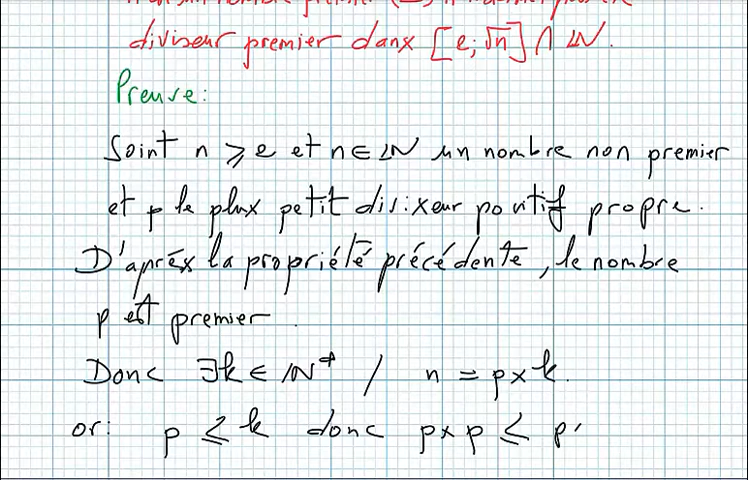 diviseur premier dans [2; √n] ∩ ℕ.
Preuve:
Soint n ≥ 2 et n ∈ ℕ un nombre non premier
et p le plus petit diviseur positif propre.
D'après la propriété précédente, le nombre
p est premier.
Donc ∃k ∈ ℕ* / n = p×k.
or: p ≤ k donc p×p ≤ p